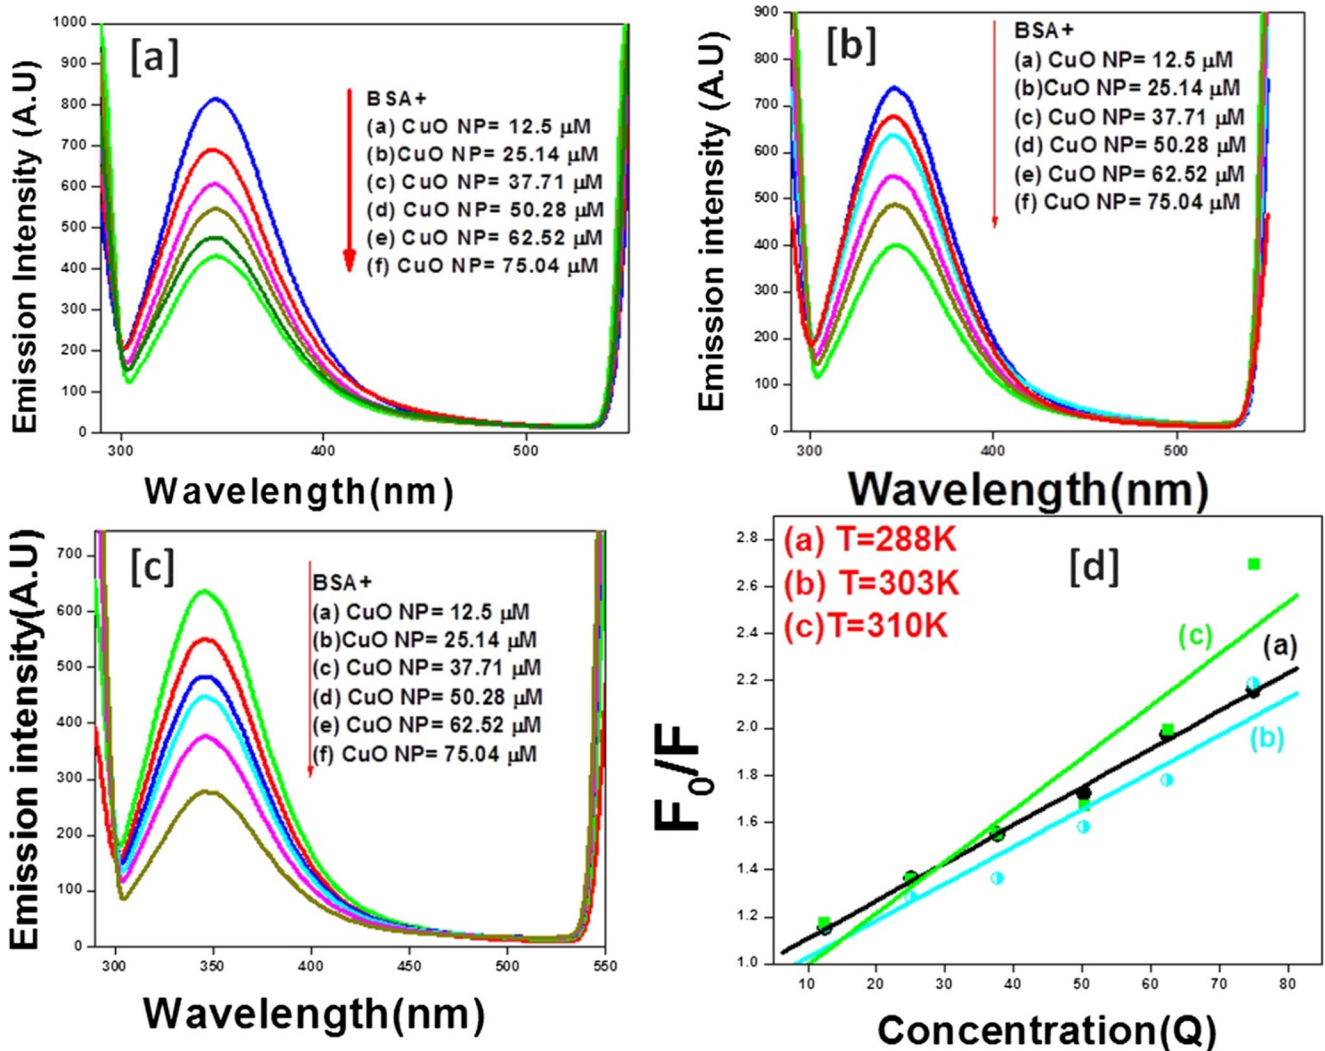 [a]
BSA+
(a) CuO NP= 12.5 μM
(b)CuO NP= 25.14 μM
(c) CuO NP= 37.71 μM
(d) CuO NP= 50.28 μM
(e) CuO NP= 62.52 μM
(f) CuO NP= 75.04 μM
Emission Intensity (A.U)
1000
900
800
700
600
500
400
300
200
100
0
300 400 500
Wavelength(nm)
[b]
BSA+
(a) CuO NP= 12.5 μM
(b)CuO NP= 25.14 μM
(c) CuO NP= 37.71 μM
(d) CuO NP= 50.28 μM
(e) CuO NP= 62.52 μM
(f) CuO NP= 75.04 μM
Emission intensity (A.U)
900
800
700
600
500
400
300
200
100
0
300 400 500
Wavelength(nm)
[c]
BSA+
(a) CuO NP= 12.5 μM
(b)CuO NP= 25.14 μM
(c) CuO NP= 37.71 μM
(d) CuO NP= 50.28 μM
(e) CuO NP= 62.52 μM
(f) CuO NP= 75.04 μM
Emission intensity(A.U)
700
600
500
400
300
200
100
0
300 350 400 450 500 550
Wavelength(nm)
(a) T=288K
(b) T=303K
(c)T=310K
[d]
(c)
(a)
(b)
F0/F
2.8
2.6
2.4
2.2
2.0
1.8
1.6
1.4
1.2
1.0
10 20 30 40 50 60 70 80
Concentration(Q)